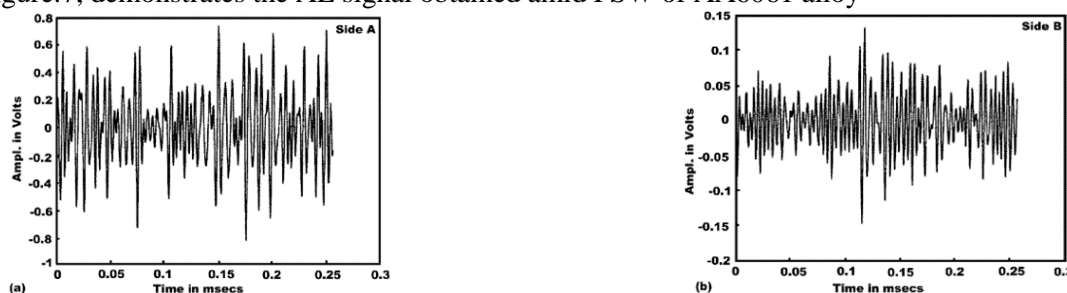 demonstrates the AE signal obtained amid FSW of AA6061 alloy
Side A
Ampl. in Volts
0.8
0.6
0.4
0.2
0
-0.2
-0.4
-0.6
-0.8
-1
0 0.05 0.1 0.15 0.2 0.25 0.3
Time in msecs
(a)
Side B
Ampl. in Volts
0.15
0.1
0.05
0
-0.05
-0.1
-0.15
-0.2
0 0.05 0.1 0.15 0.2 0.25 0.3
Time in msecs
(b)